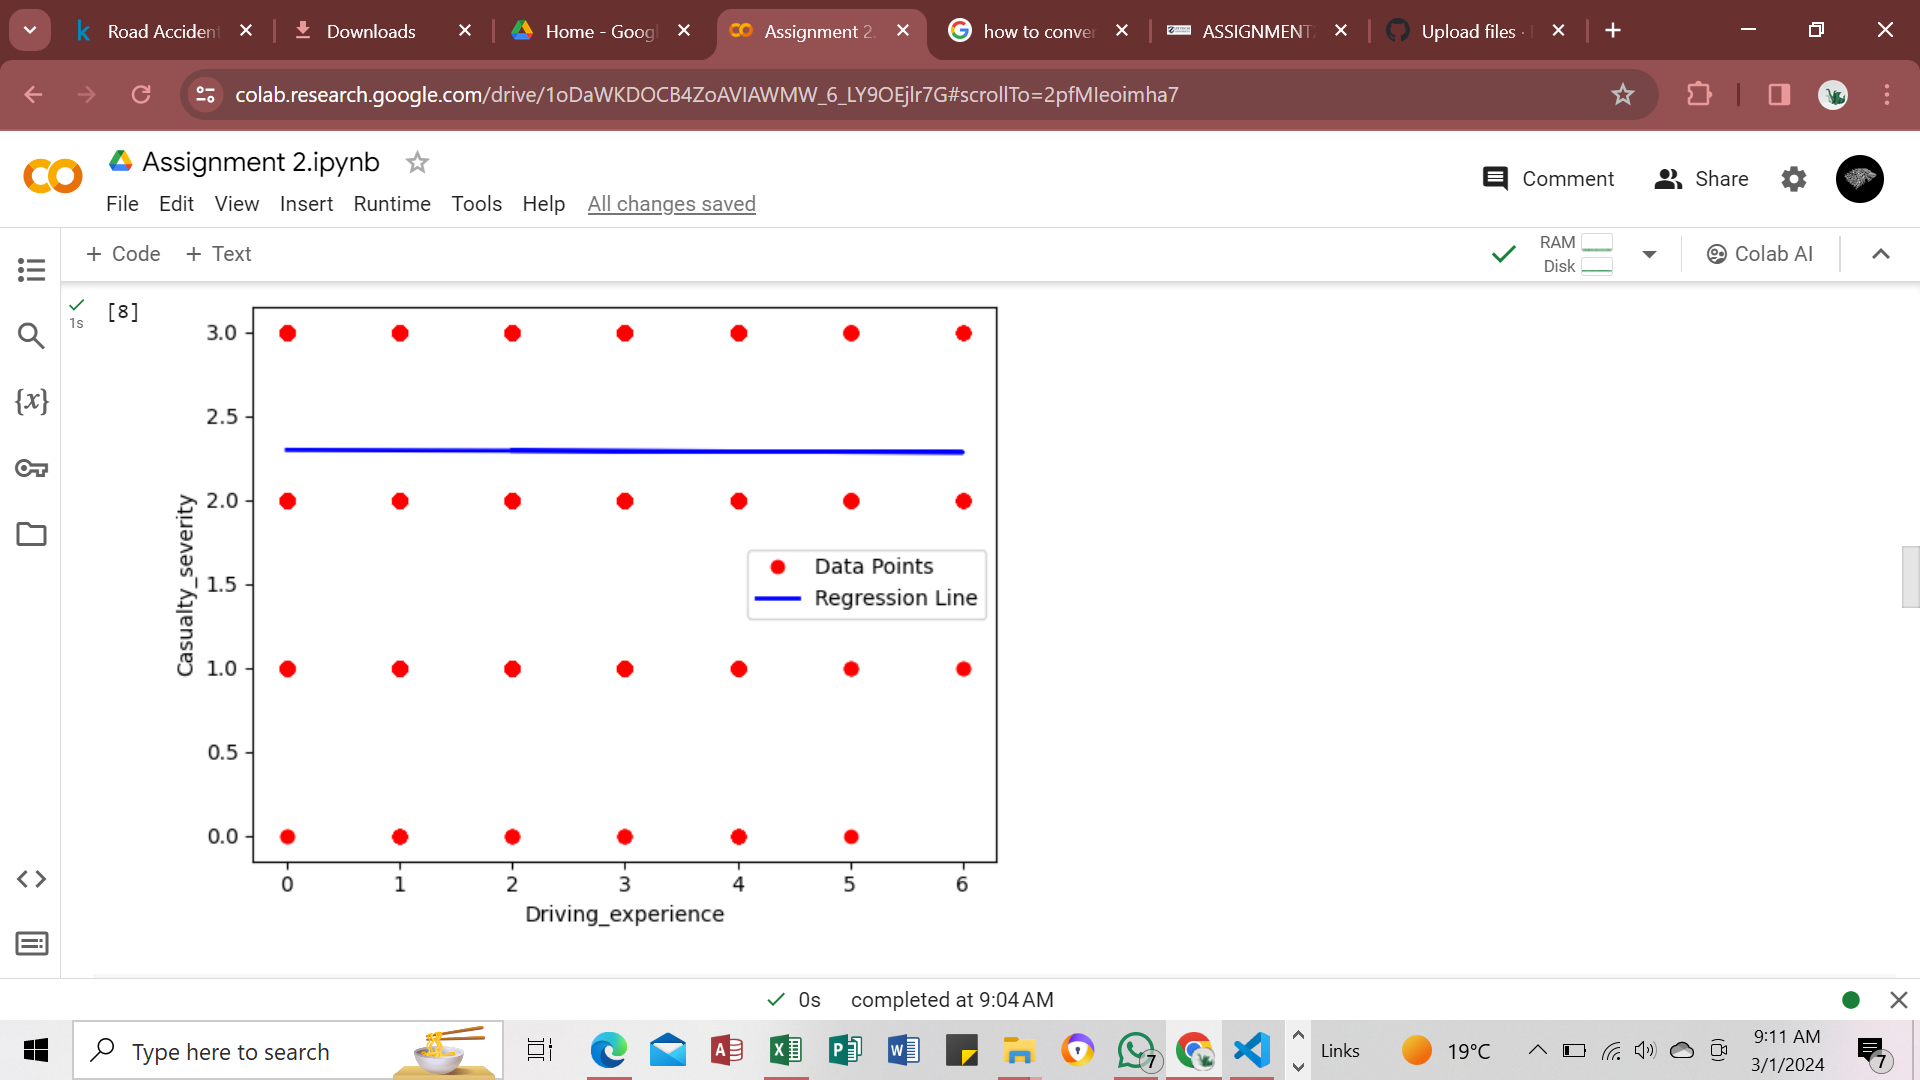 Road Acciden
Downloads
Home - Goog
Assignment 2.
how to conver
ASSIGNMENT
Upload files ·
colab.research.google.com/drive/1oDaWKDOCB4ZoAVIAWMW_6_LY9OEjlr7G#scrollTo=2pfMIeoimha7
Assignment 2.ipynb
Comment
Share
File Edit View Insert Runtime Tools Help All changes saved
+ Code + Text
RAM
Disk
Colab AI
[8]
1s
3.0
2.5
2.0
1.5
1.0
0.5
0.0
Casualty_severity
Data Points
Regression Line
0 1 2 3 4 5 6
Driving_experience
0s completed at 9:04 AM
Type here to search
7
Links
19°C
9:11 AM
3/1/2024
7